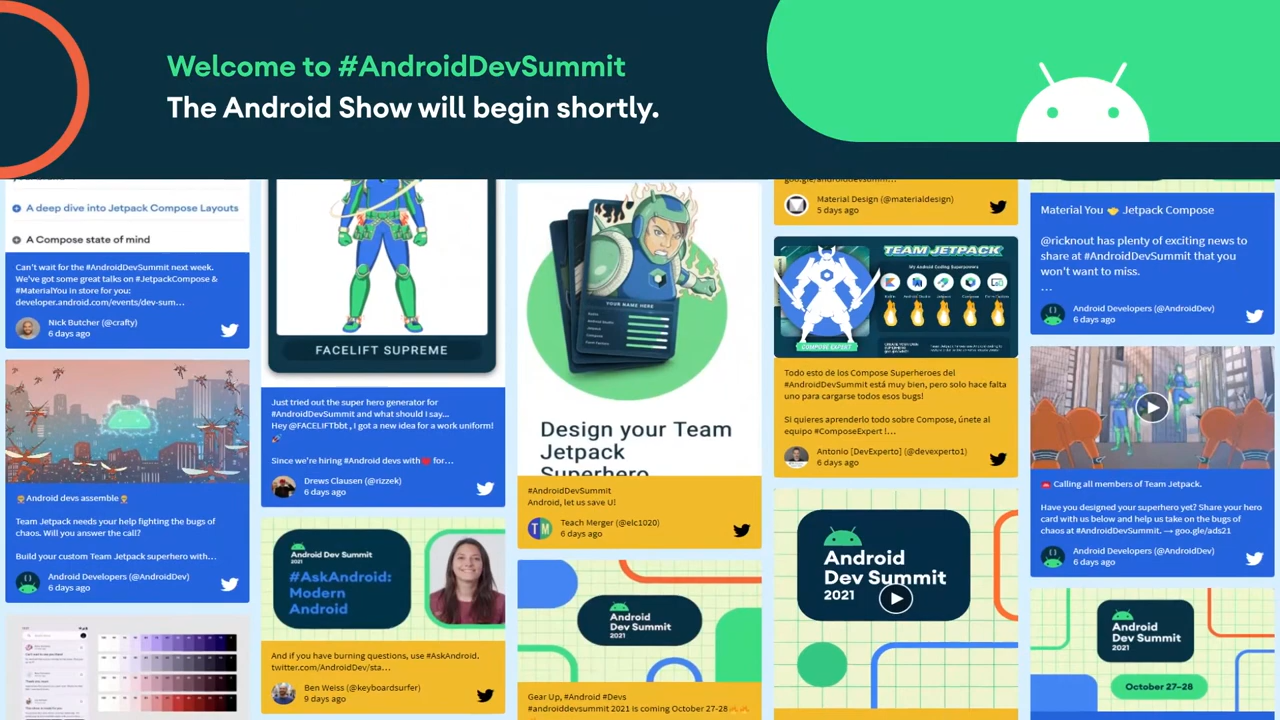 Welcome to #AndroidDevSummit
The Android Show will begin shortly.
A deep dive into Jetpack Compose Layouts
A Compose state of mind
Can't wait for the #AndroidDevSummit next week.
We've got some great talks on #JetpackCompose &
#MaterialYou in store for you:
developer.android.com/events/dev-sum…
Nick Butcher (@crafty)
6 days ago
Android devs assemble
Team Jetpack needs your help fighting the bugs of
chaos. Will you answer the call?
Build your custom Team Jetpack superhero with…
Android Developers (@AndroidDev)
6 days ago
FACELIFT SUPREME
Just tried out the super hero generator for
#AndroidDevSummit and what should I say...
Hey @FACELIFTbbt , I got a new idea for a work uniform!
Since we're hiring #Android devs with for…
Drews Clausen (@rizzek)
6 days ago
Android Dev Summit
2021
#AskAndroid:
Modern
Android
And if you have burning questions, use #AskAndroid.
twitter.com/AndroidDev/sta…
Ben Weiss (@keyboardsurfer)
9 days ago
YOUR NAME HERE
Design your Team
Jetpack
Superhero
#AndroidDevSummit
Android, let us save U!
TM
Teach Merger (@elc1020)
6 days ago
Android
Dev Summit
2021
Gear Up, #Android #Devs
#androiddevsummit 2021 is coming October 27-28
Material Design (@materialdesign)
5 days ago
TEAM JETPACK
My Android Coding Superpowers
COMPOSE EXPERT
Todo esto de los Compose Superheroes del
#AndroidDevSummit está muy bien, pero solo hace falta
uno para cargarse todos esos bugs!
Si quieres aprenderlo todo sobre Compose, únete al
equipo #ComposeExpert !…
Antonio [DevExperto] (@devexperto1)
6 days ago
Android
Dev Summit
2021
Material You Jetpack Compose
@ricknout has plenty of exciting news to
share at #AndroidDevSummit that you
won't want to miss.
…
Android Developers (@AndroidDev)
6 days ago
Calling all members of Team Jetpack.
Have you designed your superhero yet? Share your hero
card with us below and help us take on the bugs of
chaos at #AndroidDevSummit. → goo.gle/ads21
Android Developers (@AndroidDev)
6 days ago
Android
Dev Summit
2021
October 27–28